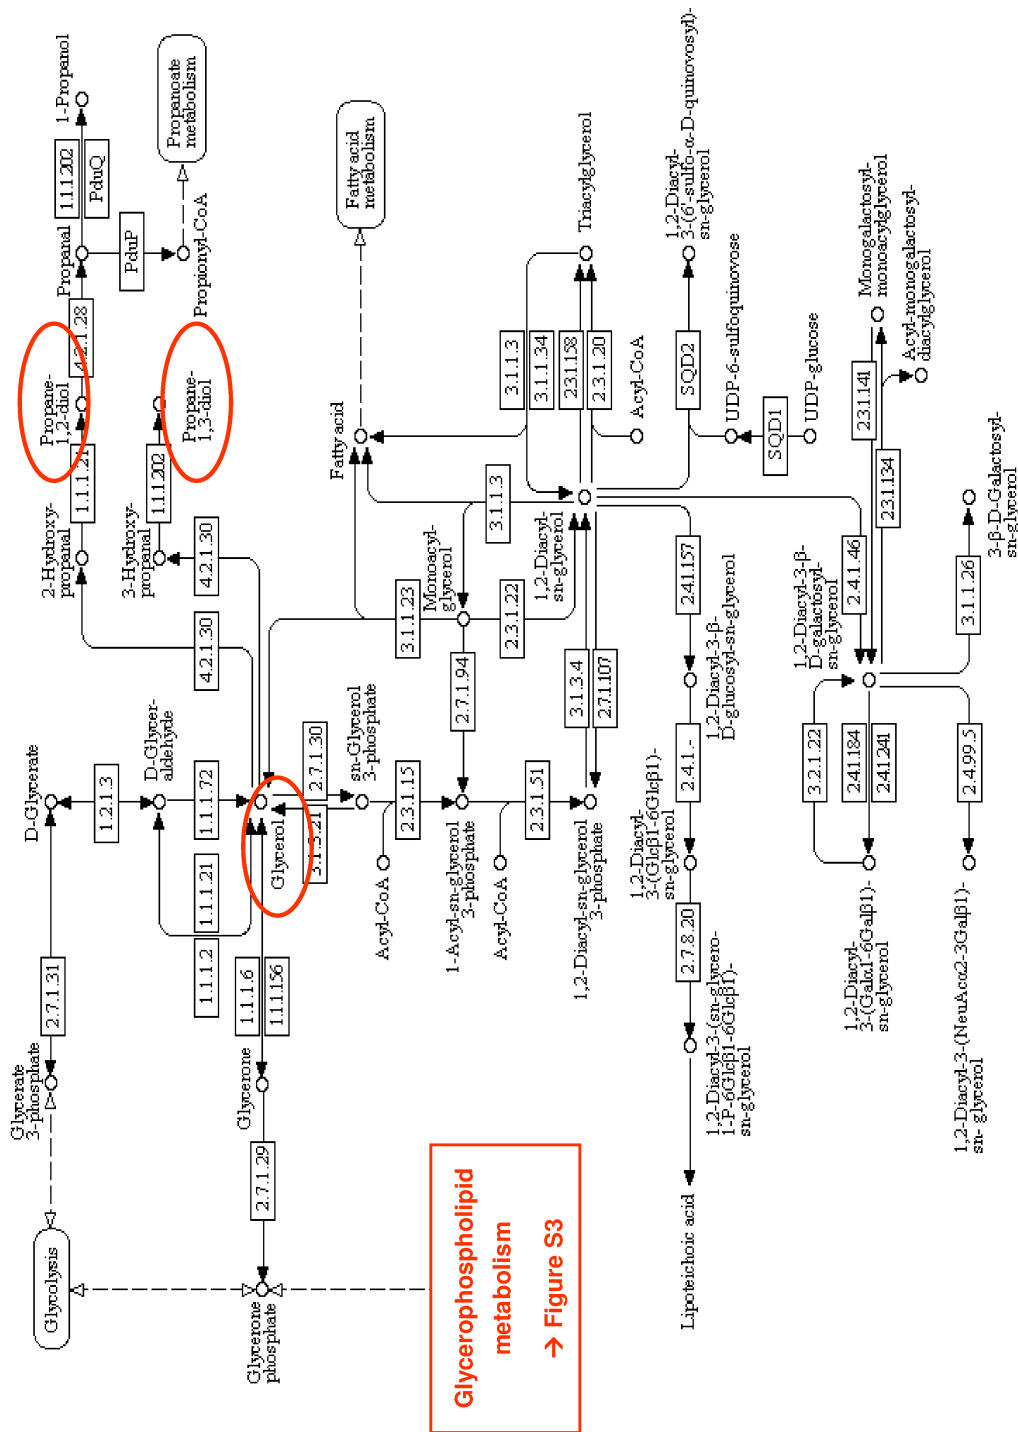 Glycolysis
Glycerate
3-phosphate
2.7.1.31
D-Glycerate
1.2.1.3
D-Glycer-
aldehyde
2-Hydroxy-
propanal
1.1.1.21
Propane-
1,2-diol
4.2.1.28
Propanal
1.1.1.202
PduQ
1-Propanol
PduP
Propionyl-CoA
Propanoate
metabolism
3-Hydroxy-
propanal
1.1.1.202
Propane-
1,3-diol
4.2.1.30
4.2.1.30
1.1.1.2
1.1.1.21
1.1.1.72
Glycerone
phosphate
2.7.1.29
Glycerone
1.1.1.6
1.1.1.156
Glycerol
3.1.3.21
2.7.1.30
sn-Glycerol
3-phosphate
Acyl-CoA
2.3.1.15
3.1.1.23
Fatty acid
Fatty acid
metabolism
1-Acyl-sn-glycerol
3-phosphate
2.7.1.94
Monoacyl-
glycerol
3.1.1.3
Acyl-CoA
2.3.1.51
2.3.1.22
1,2-Diacyl-sn-glycerol
3-phosphate
3.1.3.4
2.7.1.107
1,2-Diacyl-
sn-glycerol
3.1.1.3
3.1.1.34
2.3.1.158
2.3.1.20
Triacylglycerol
Acyl-CoA
Glycerophospholipid
metabolism
→ Figure S3
Lipoteichoic acid
1,2-Diacyl-3-(sn-glycero-
1-P-6Glcβ1-6Glcβ1)-
sn-glycerol
2.7.8.20
1,2-Diacyl-
3-(Glcβ1-6Glcβ1)-
sn-glycerol
2.4.1.-
1,2-Diacyl-3-β-
D-glucosyl-sn-glycerol
2.4.1.157
SQD2
1,2-Diacyl-
3-(6'-sulfo-α-D-quinovosyl)-
sn-glycerol
UDP-6-sulfoquinovose
SQD1
UDP-glucose
1,2-Diacyl-
3-(Galα1-6Galβ1)-
sn-glycerol
3.2.1.22
2.4.1.184
2.4.1.241
1,2-Diacyl-3-β-
D-galactosyl-
sn-glycerol
2.4.1.46
2.3.1.141
2.3.1.134
Monogalactosyl-
monoacylglycerol
Acyl-monogalactosyl-
diacylglycerol
1,2-Diacyl-3-(NeuAcα2-3Galβ1)-
sn- glycerol
2.4.99.5
3.1.1.26
3-β-D-Galactosyl-
sn-glycerol